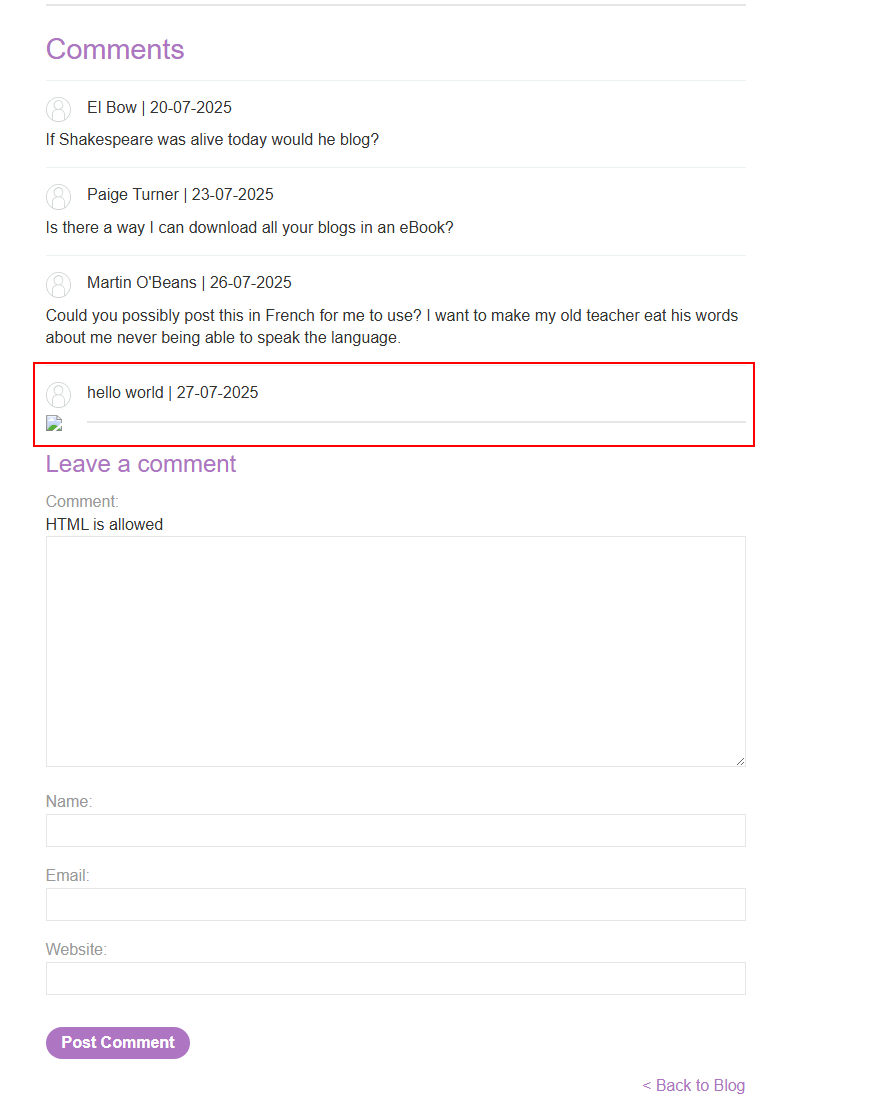 Comments
El Bow | 20-07-2025
If Shakespeare was alive today would he blog?
Paige Turner | 23-07-2025
Is there a way I can download all your blogs in an eBook?
Martin O'Beans | 26-07-2025
Could you possibly post this in French for me to use? I want to make my old teacher eat his words
about me never being able to speak the language.
hello world | 27-07-2025
Leave a comment
Comment:
HTML is allowed
Name:
Email:
Website:
Post Comment
< Back to Blog